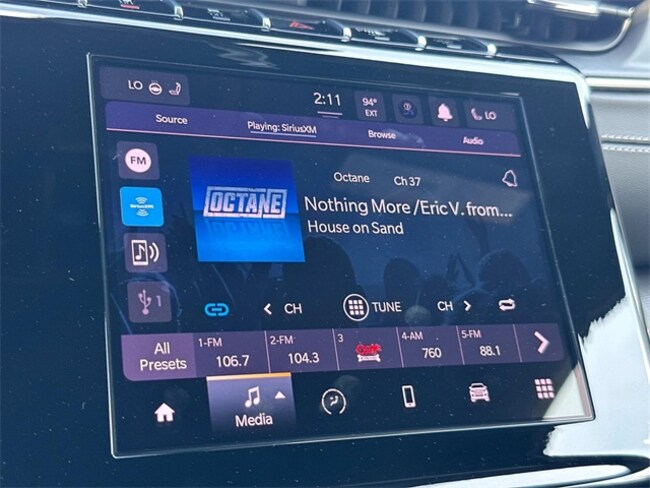 LO
2:11
94°
EXT
LO
Source
Playing: SiriusXM
Browse
Audio
FM
SiriusXM
1
OCTANE
Octane Ch 37
Nothing More /Eric V. from...
House on Sand
CH
TUNE
CH
All
Presets
1-FM
106.7
2-FM
104.3
3
4-AM
760
5-FM
88.1
Media